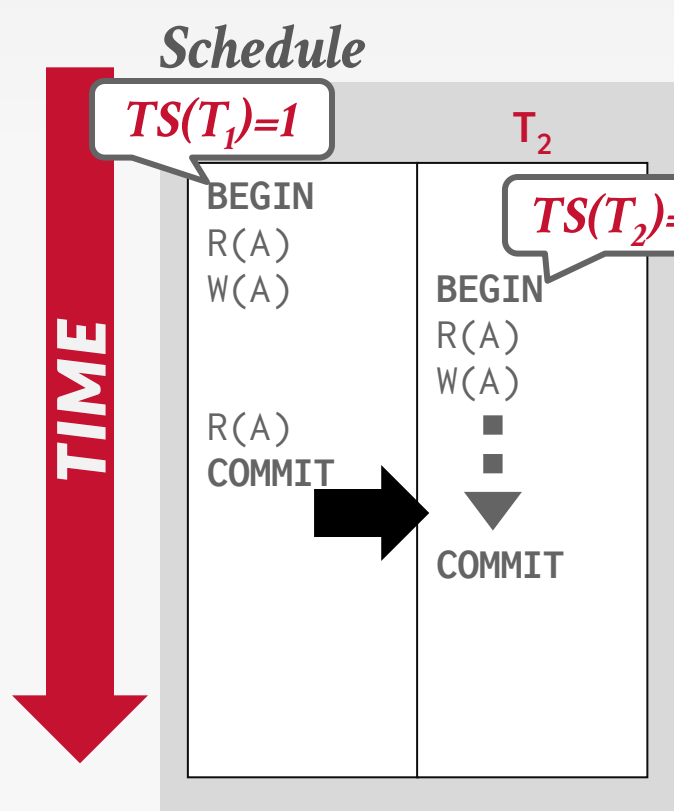 Schedule
TS(T1)=1
T2
TS(T2)=
BEGIN
R(A)
W(A)
BEGIN
R(A)
W(A)
R(A)
COMMIT
COMMIT
TIME